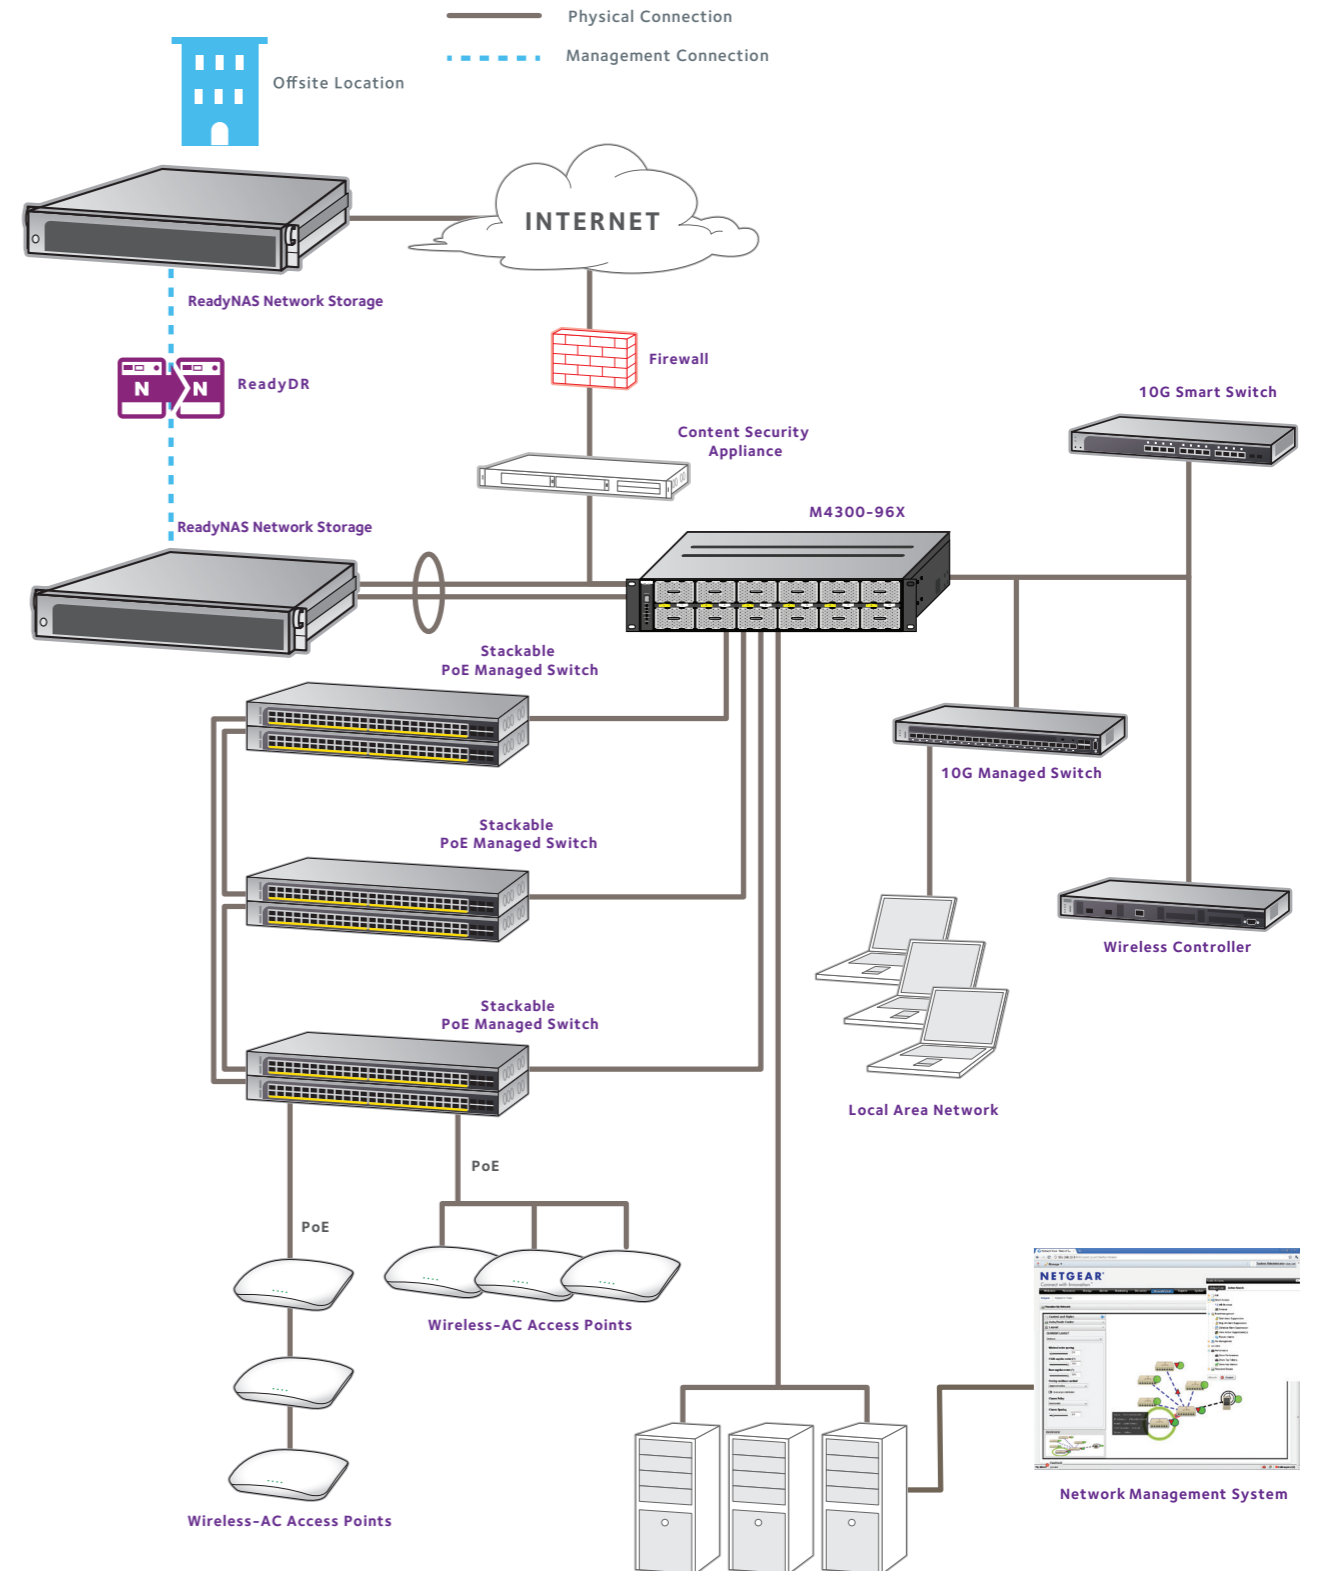 Physical Connection
Management Connection
Offsite Location
INTERNET
ReadyNAS Network Storage
Firewall
N N
ReadyDR
10G Smart Switch
Content Security
Appliance
M4300-96X
ReadyNAS Network Storage
Stackable
PoE Managed Switch
10G Managed Switch
Stackable
PoE Managed Switch
Wireless Controller
Stackable
PoE Managed Switch
Local Area Network
PoE
PoE
Wireless-AC Access Points
NETGEAR
Connect with Innovation
Network Management System
Wireless-AC Access Points